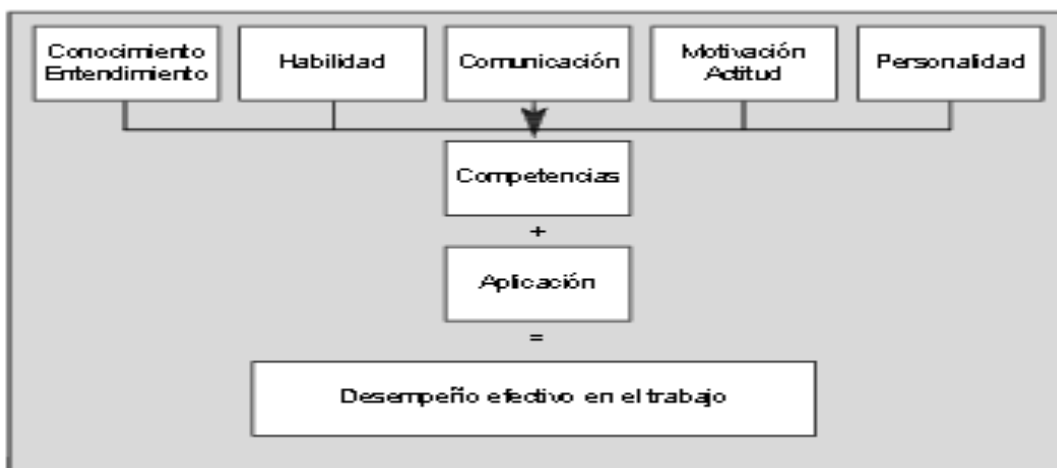 Conocimiento
Entendimiento
Habilidad
Comunicación
Motivación
Actitud
Personalidad
Competencias
+
Aplicación
=
Desempeño efectivo en el trabajo